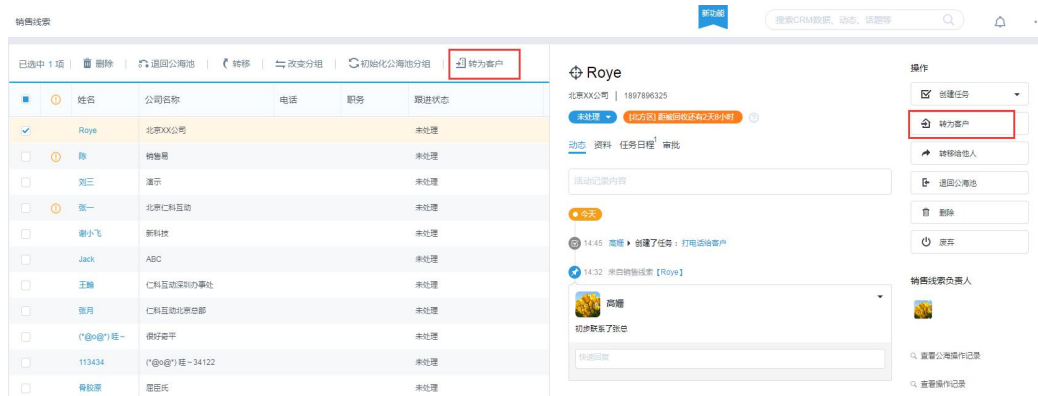 销售线索
新功能
搜索CRM数据、动态、话题等
已选中 1 项 删除 退回公海池 转移 改变分组 初始化公海池分组 转为客户
姓名 公司名称 电话 职务 跟进状态
Roye 北京XX公司 未处理
陈 销售易 未处理
刘三 演示 未处理
张一 北京仁科互动 未处理
谢小飞 新科技 未处理
Jack ABC 未处理
王翰 仁科互动深圳办事处 未处理
张月 仁科互动北京总部 未处理
(*@o@*) 哇~ 很好奇平 未处理
113434 (*@o@*) 哇~34122 未处理
骨胶原 屈臣氏 未处理
Roye
北京XX公司 | 1897896325
未处理 [北方区] 距被回收还有2天8小时
动态 资料 任务日程 1 审批
活动记录内容
今天
14:45 高姗 创建了任务：打电话给客户
14:32 来自销售线索【Roye】
高姗
初步联系了张总
快速回复
操作
创建任务
转为客户
转移给他人
退回公海池
删除
废弃
销售线索负责人
查看公海操作记录
查看操作记录